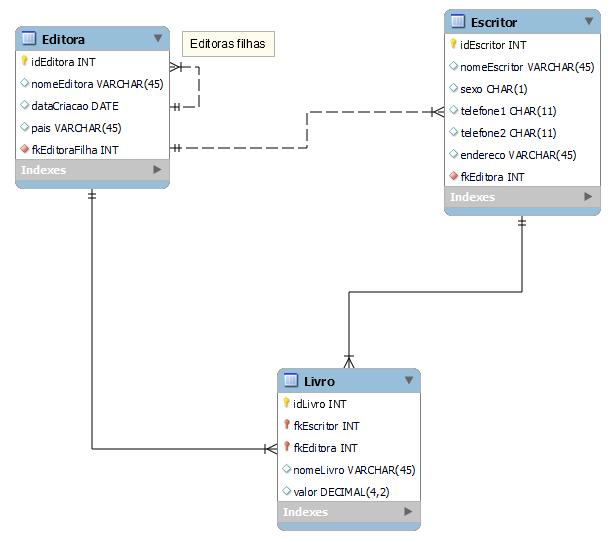 Editora
idEditora INT
nomeEditora VARCHAR(45)
dataCriacao DATE
pais VARCHAR(45)
fkEditoraFilha INT
Indexes
Editoras filhas
Escritor
idEscritor INT
nomeEscritor VARCHAR(45)
sexo CHAR(1)
telefone1 CHAR(11)
telefone2 CHAR(11)
endereco VARCHAR(45)
fkEditora INT
Indexes
Livro
idLivro INT
fkEscritor INT
fkEditora INT
nomeLivro VARCHAR(45)
valor DECIMAL(4,2)
Indexes